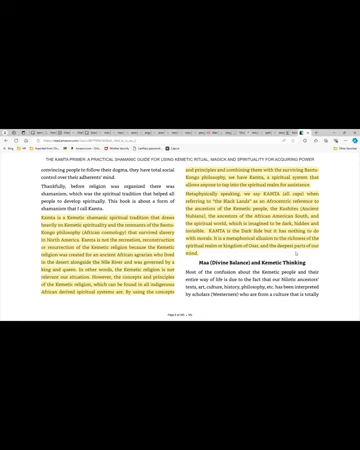 THE KAMTA PRIMER: A PRACTICAL SHAMANIC GUIDE FOR USING KEMETIC RITUAL, MAGICK AND SPIRITUALITY FOR ACQUIRING POWER
convincing people to follow their dogma, they have total social
control over their adherents' mind.
Thankfully, before religion was organized there was
shamanism, which was the spiritual tradition that helped all
people to develop spiritually. This book is about a form of
shamanism that I call Kamta.
Kamta is a Kemetic shamanic spiritual tradition that draws
heavily on Kemetic spirituality and the remnants of the Bantu-
Kongo philosophy (African cosmology) that survived slavery
in North America. Kamta is not the recreation, reconstruction
or resurrection of the Kemetic religion because the Kemetic
religion was created for an ancient African agrarian who lived
in the desert alongside the Nile River and was governed by a
king and queen. In other words, the Kemetic religion is not
relevant our situation. However, the concepts and principles
of the Kemetic religion, which can be found in all indigenous
African derived spiritual systems are. By using the concepts
and principles and combining them with the surviving Bantu-
Kongo philosophy, we have Kamta, a spiritual system that
allows anyone to tap into the spiritual realm for assistance.
Metaphysically speaking, we say KAMTA (all caps) when
referring to "the Black Lands" as an Afrocentric reference to
the ancestors of the Kemetic people, the Kushites (Ancient
Nubians), the ancestors of the African American South, and
the spiritual world, which is imagined to be dark, hidden and
invisible. KAMTA is the Dark Side but it has nothing to do
with morals. It is a metaphysical allusion to the richness of the
spiritual realm or kingdom of Osar, and the deepest parts of our
mind.
Maa (Divine Balance) and Kemetic Thinking
Most of the confusion about the Kemetic people and their
entire way of life is due to the fact that our Nilotic ancestors'
texts, art, culture, history, philosophy, etc. has been interpreted
by scholars (Westerners) who are from a culture that is totally